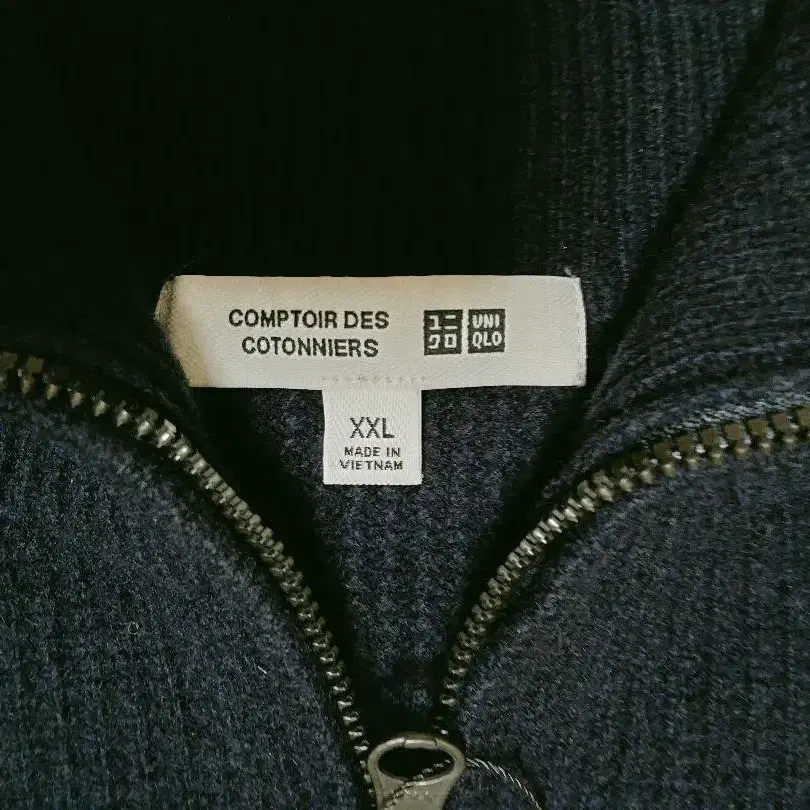 COMPTOIR DES
COTONNIERS
ユニ
クロ
UNI
QLO
XXL
MADE IN
VIETNAM